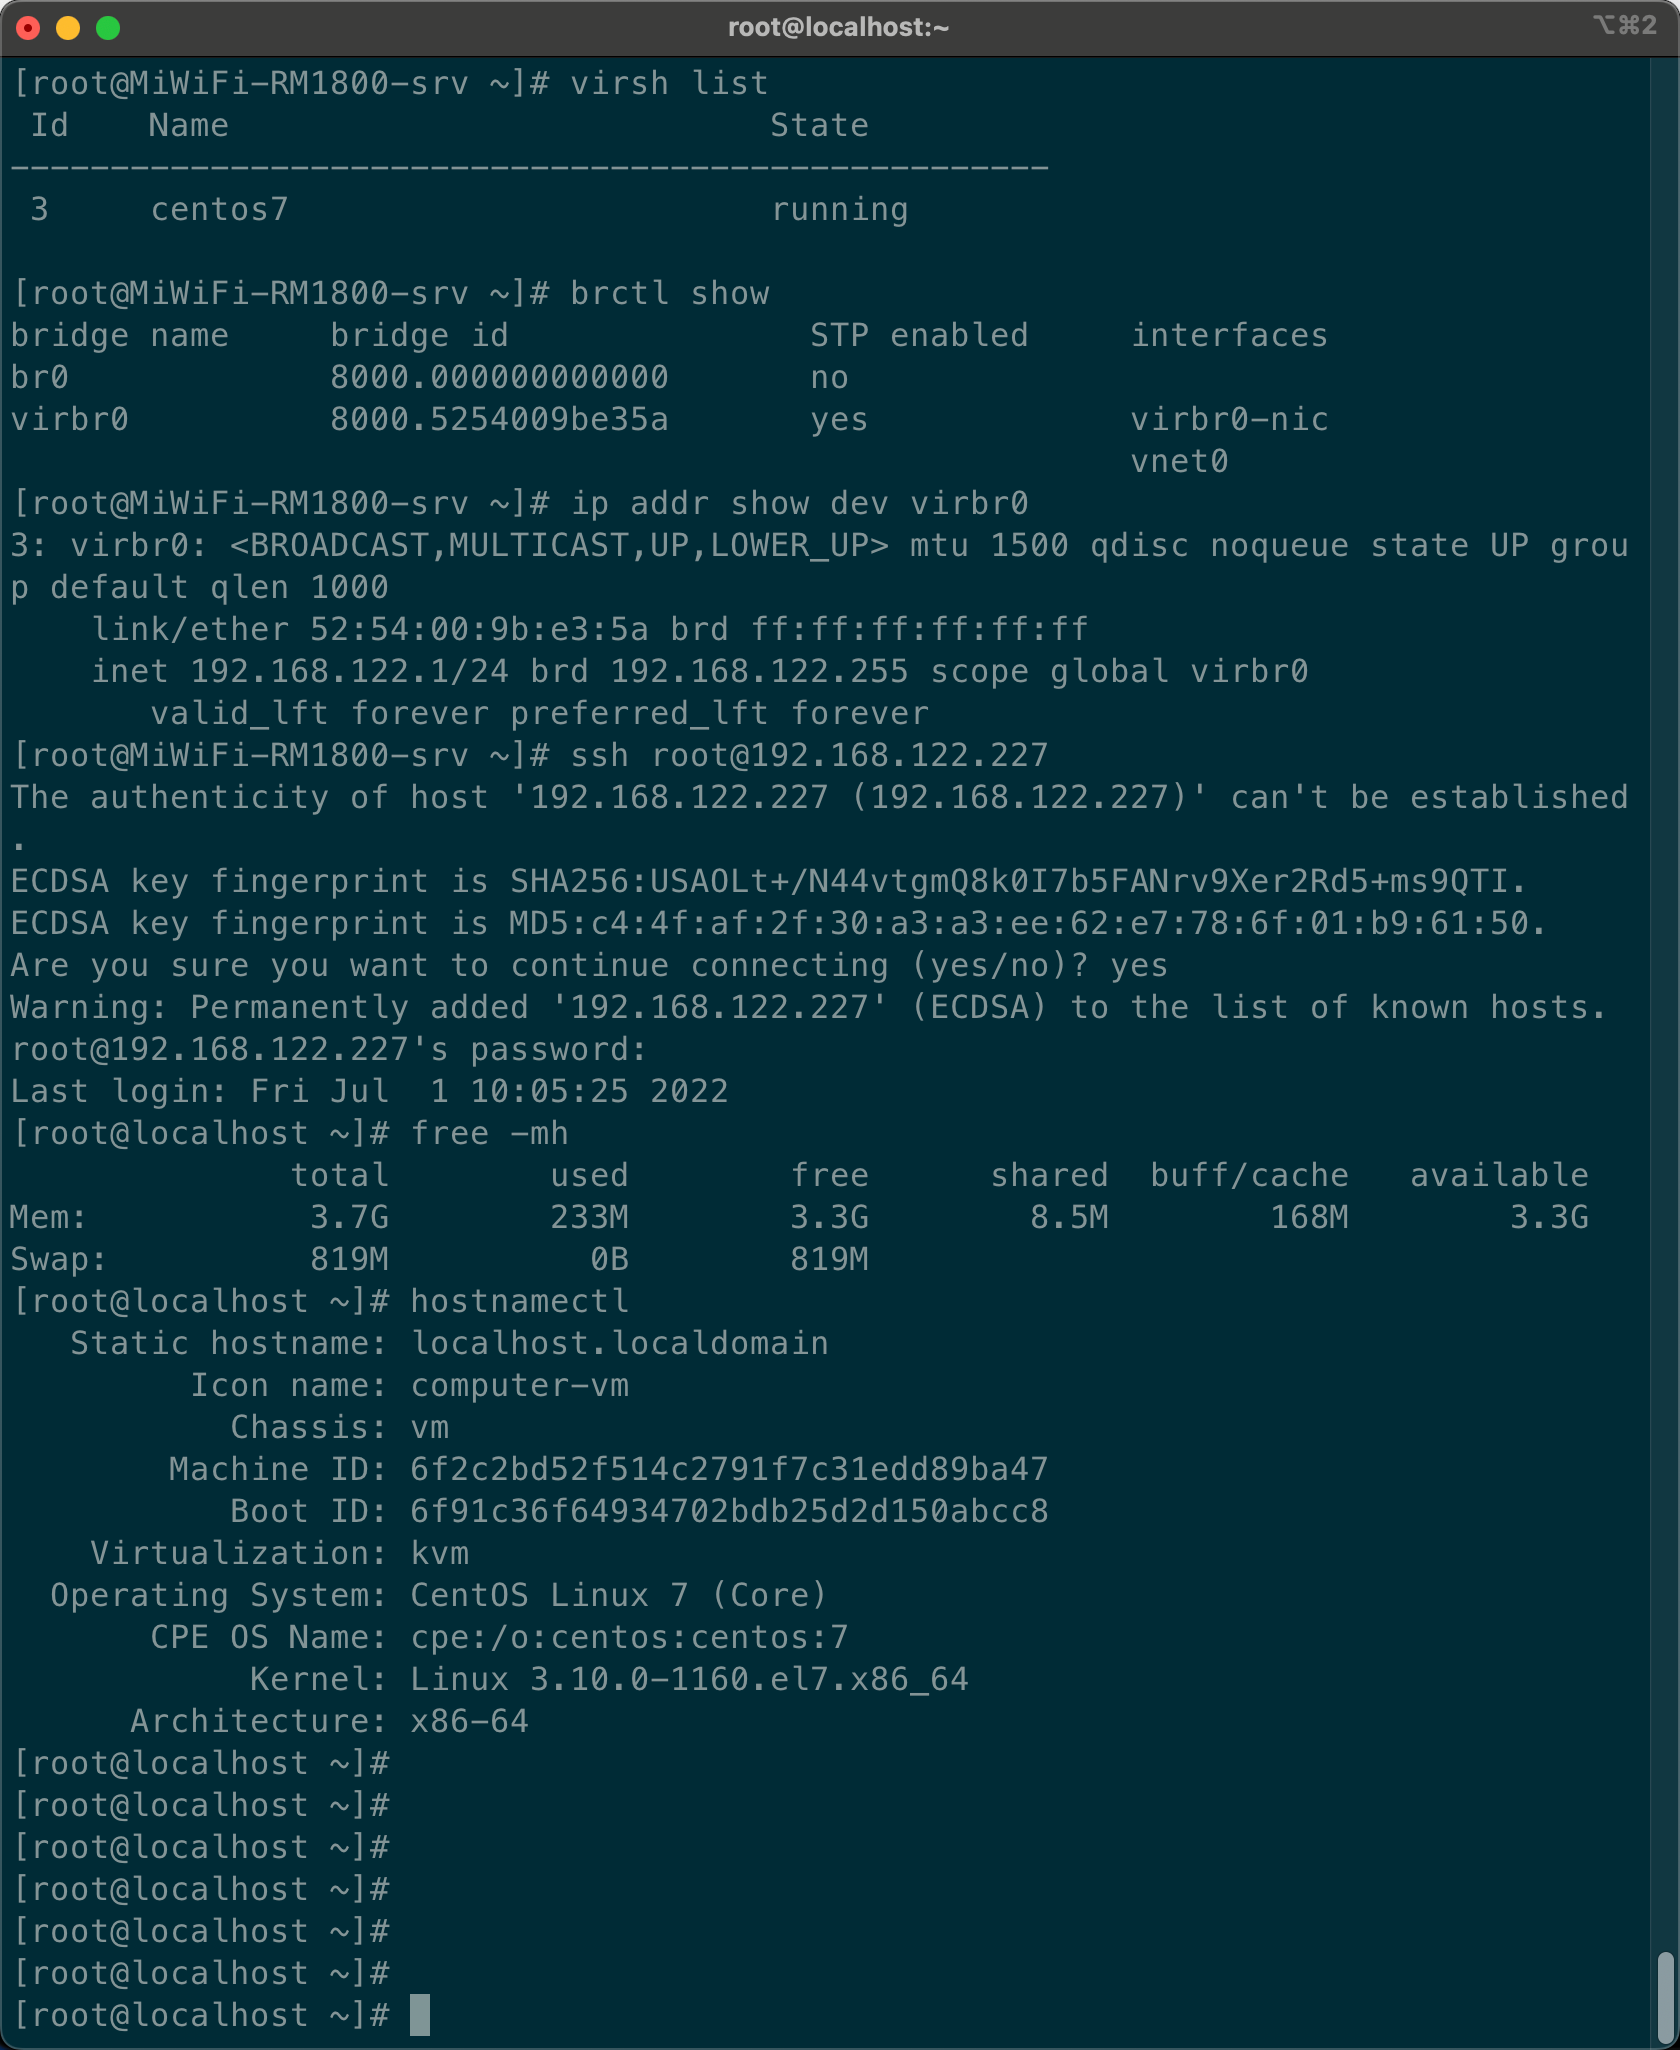 root@localhost:~
⌥⌘2
[root@MiWiFi-RM1800-srv ~]# virsh list
 Id    Name                           State
----------------------------------------------------
 3     centos7                        running

[root@MiWiFi-RM1800-srv ~]# brctl show
bridge name     bridge id               STP enabled     interfaces
br0             8000.000000000000       no
virbr0          8000.5254009be35a       yes             virbr0-nic
                                                        vnet0
[root@MiWiFi-RM1800-srv ~]# ip addr show dev virbr0
3: virbr0: <BROADCAST,MULTICAST,UP,LOWER_UP> mtu 1500 qdisc noqueue state UP grou
p default qlen 1000
    link/ether 52:54:00:9b:e3:5a brd ff:ff:ff:ff:ff:ff
    inet 192.168.122.1/24 brd 192.168.122.255 scope global virbr0
       valid_lft forever preferred_lft forever
[root@MiWiFi-RM1800-srv ~]# ssh root@192.168.122.227
The authenticity of host '192.168.122.227 (192.168.122.227)' can't be established
.
ECDSA key fingerprint is SHA256:USAOLt+/N44vtgmQ8k0I7b5FANrv9Xer2Rd5+ms9QTI.
ECDSA key fingerprint is MD5:c4:4f:af:2f:30:a3:a3:ee:62:e7:78:6f:01:b9:61:50.
Are you sure you want to continue connecting (yes/no)? yes
Warning: Permanently added '192.168.122.227' (ECDSA) to the list of known hosts.
root@192.168.122.227's password:
Last login: Fri Jul  1 10:05:25 2022
[root@localhost ~]# free -mh
              total        used        free      shared  buff/cache   available
Mem:           3.7G        233M        3.3G        8.5M        168M        3.3G
Swap:          819M          0B        819M
[root@localhost ~]# hostnamectl
   Static hostname: localhost.localdomain
         Icon name: computer-vm
           Chassis: vm
        Machine ID: 6f2c2bd52f514c2791f7c31edd89ba47
           Boot ID: 6f91c36f64934702bdb25d2d150abcc8
    Virtualization: kvm
  Operating System: CentOS Linux 7 (Core)
       CPE OS Name: cpe:/o:centos:centos:7
            Kernel: Linux 3.10.0-1160.el7.x86_64
      Architecture: x86-64
[root@localhost ~]#
[root@localhost ~]#
[root@localhost ~]#
[root@localhost ~]#
[root@localhost ~]#
[root@localhost ~]#
[root@localhost ~]#